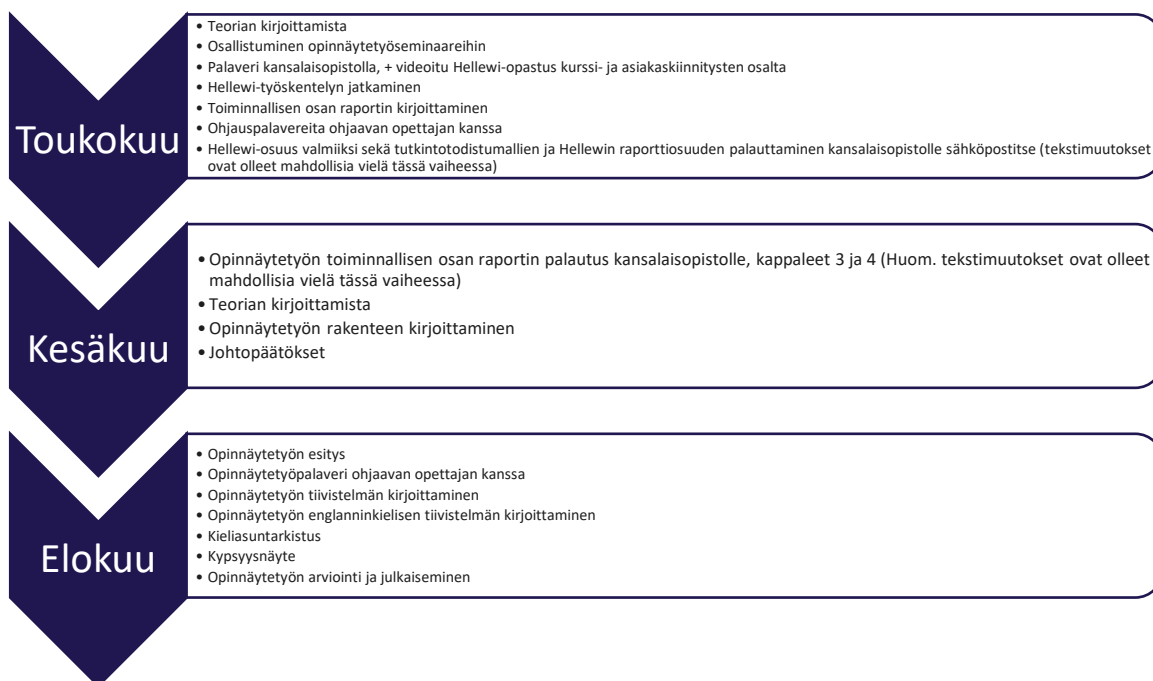 Toukokuu
• Teorian kirjoittamista
• Osallistuminen opinnäytetyöseminaareihin
• Palaveri kansalaisopistolla, + videoitu Hellewi-opastus kurssi- ja asiakaskiinnitysten osalta
• Hellewi-työskentelyn jatkaminen
• Toiminnallisen osan raportin kirjoittaminen
• Ohjauspalavereita ohjaavan opettajan kanssa
• Hellewi-osuus valmiiksi sekä tutkintotodistumallien ja Hellewin raporttiosuuden palauttaminen kansalaisopistolle sähköpostitse (tekstimuutokset
ovat olleet mahdollisia vielä tässä vaiheessa)
Kesäkuu
• Opinnäytetyön toiminnallisen osan raportin palautus kansalaisopistolle, kappaleet 3 ja 4 (Huom. tekstimuutokset ovat olleet
mahdollisia vielä tässä vaiheessa)
• Teorian kirjoittamista
• Opinnäytetyön rakenteen kirjoittaminen
• Johtopäätökset
Elokuu
• Opinnäytetyön esitys
• Opinnäytetyöpalaveri ohjaavan opettajan kanssa
• Opinnäytetyön tiivistelmän kirjoittaminen
• Opinnäytetyön englanninkielisen tiivistelmän kirjoittaminen
• Kieliasuntarkistus
• Kypsyysnäyte
• Opinnäytetyön arviointi ja julkaiseminen